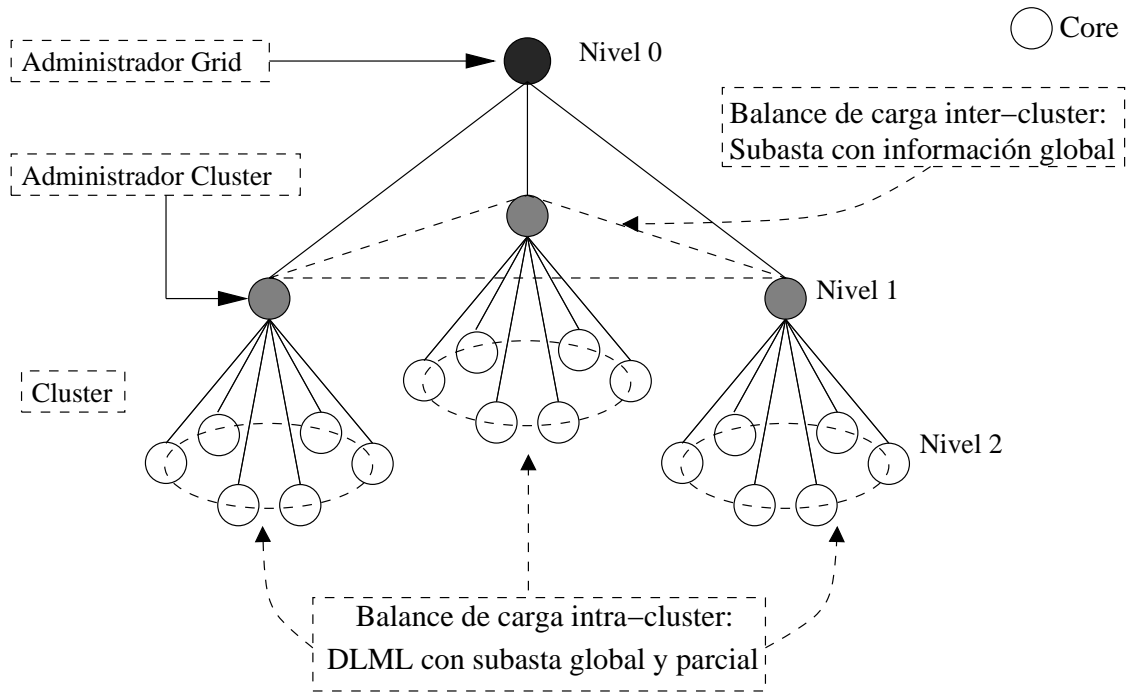 Core
Nivel 0
Administrador Grid
Balance de carga inter−cluster:
Subasta con información global
Administrador Cluster
Nivel 1
Cluster
Nivel 2
Balance de carga intra−cluster:
DLML con subasta global y parcial